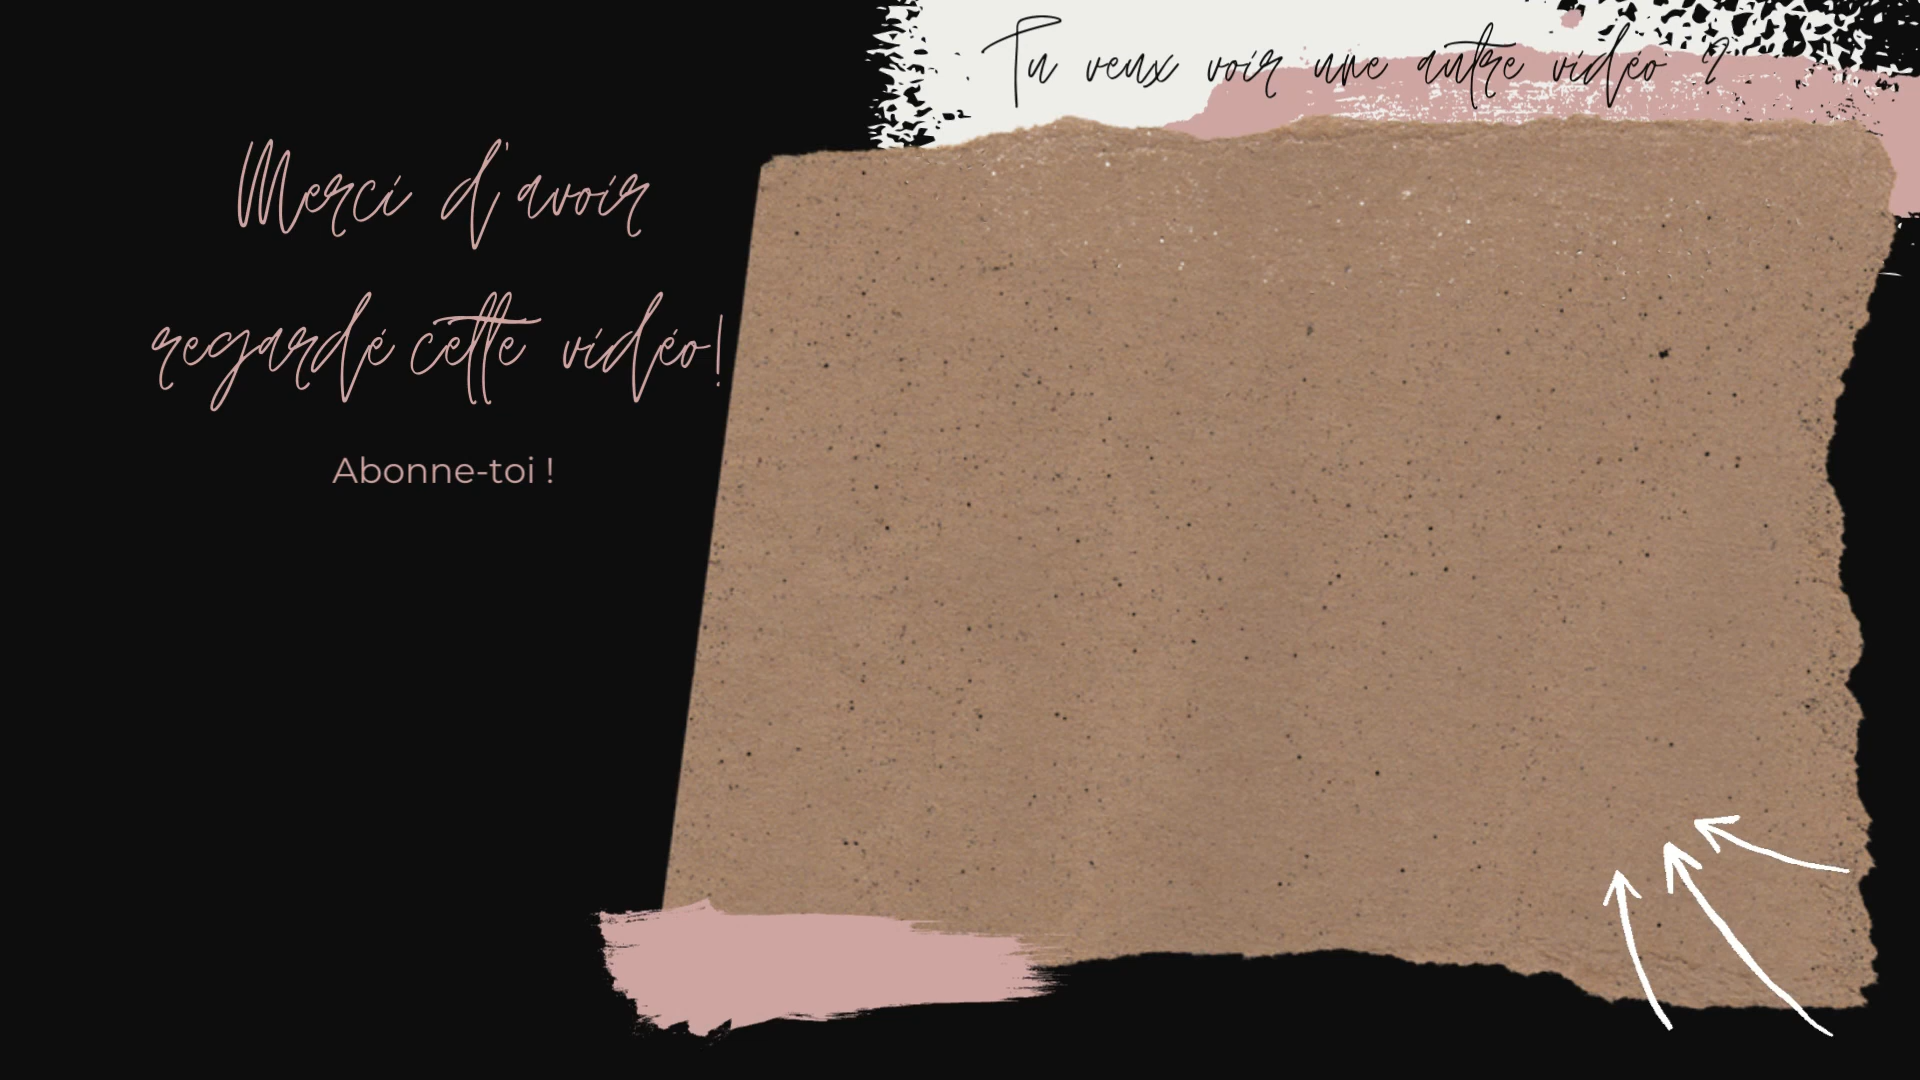 Tu veux voir une autre vidéo ?
Merci d'avoir
regardé cette vidéo!
Abonne-toi !